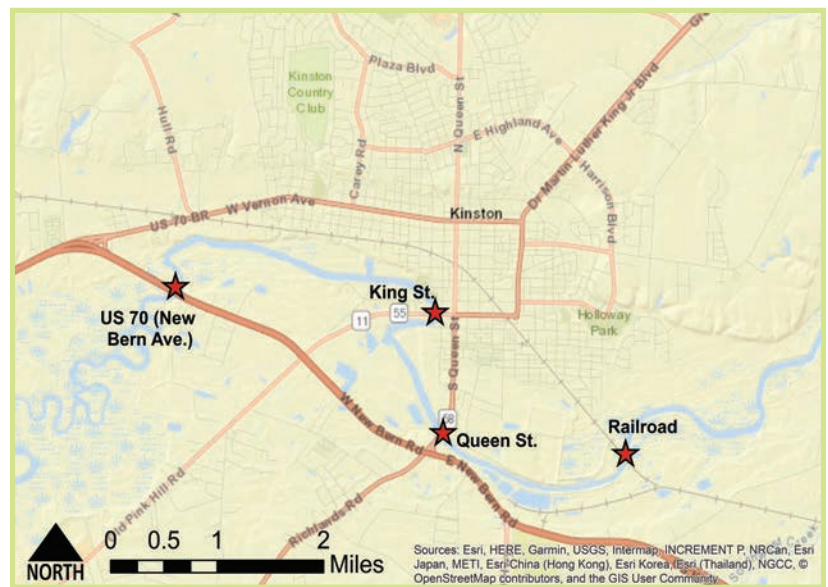 Plaza Blvd
Kinston
Country
Club
Hull Rd
Carey Rd
N Queen St
E Highland Ave
Dr Martin Luther King Jr Blvd
Harrison Blvd
US 70-BR
W Vernon Ave
Kinston
King St.
US 70 (New
Bern Ave.)
11
55
S Queen St
Holloway
Park
W New Bern Rd
Queen St.
Railroad
E New Bern Rd
Old Pink Hill Rd
Richlands Rd
NORTH
0 0.5 1 2
Miles
Sources: Esri, HERE, Garmin, USGS, Intermap, INCREMENT P, NRCan, Esri
Japan, METI, Esri China (Hong Kong), Esri Korea, Esri (Thailand), NGCC, ©
OpenStreetMap contributors, and the GIS User Community